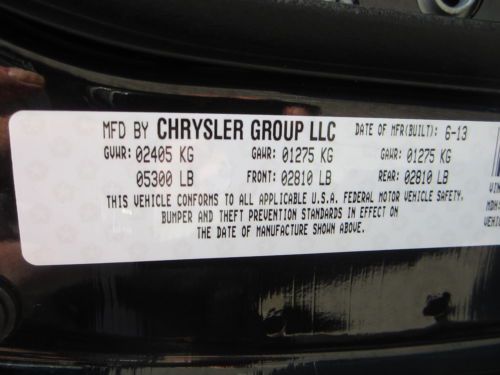 MFD BY CHRYSLER GROUP LLC DATE OF MFR(BUILT): 6-13
GVWR: 02405 KG GAWR: 01275 KG GAWR: 01275 KG
05300 LB FRONT: 02810 LB REAR: 02810 LB
THIS VEHICLE CONFORMS TO ALL APPLICABLE U.S.A. FEDERAL MOTOR VEHICLE SAFETY,
BUMPER AND THEFT PREVENTION STANDARDS IN EFFECT ON
THE DATE OF MANUFACTURE SHOWN ABOVE.
MDH: